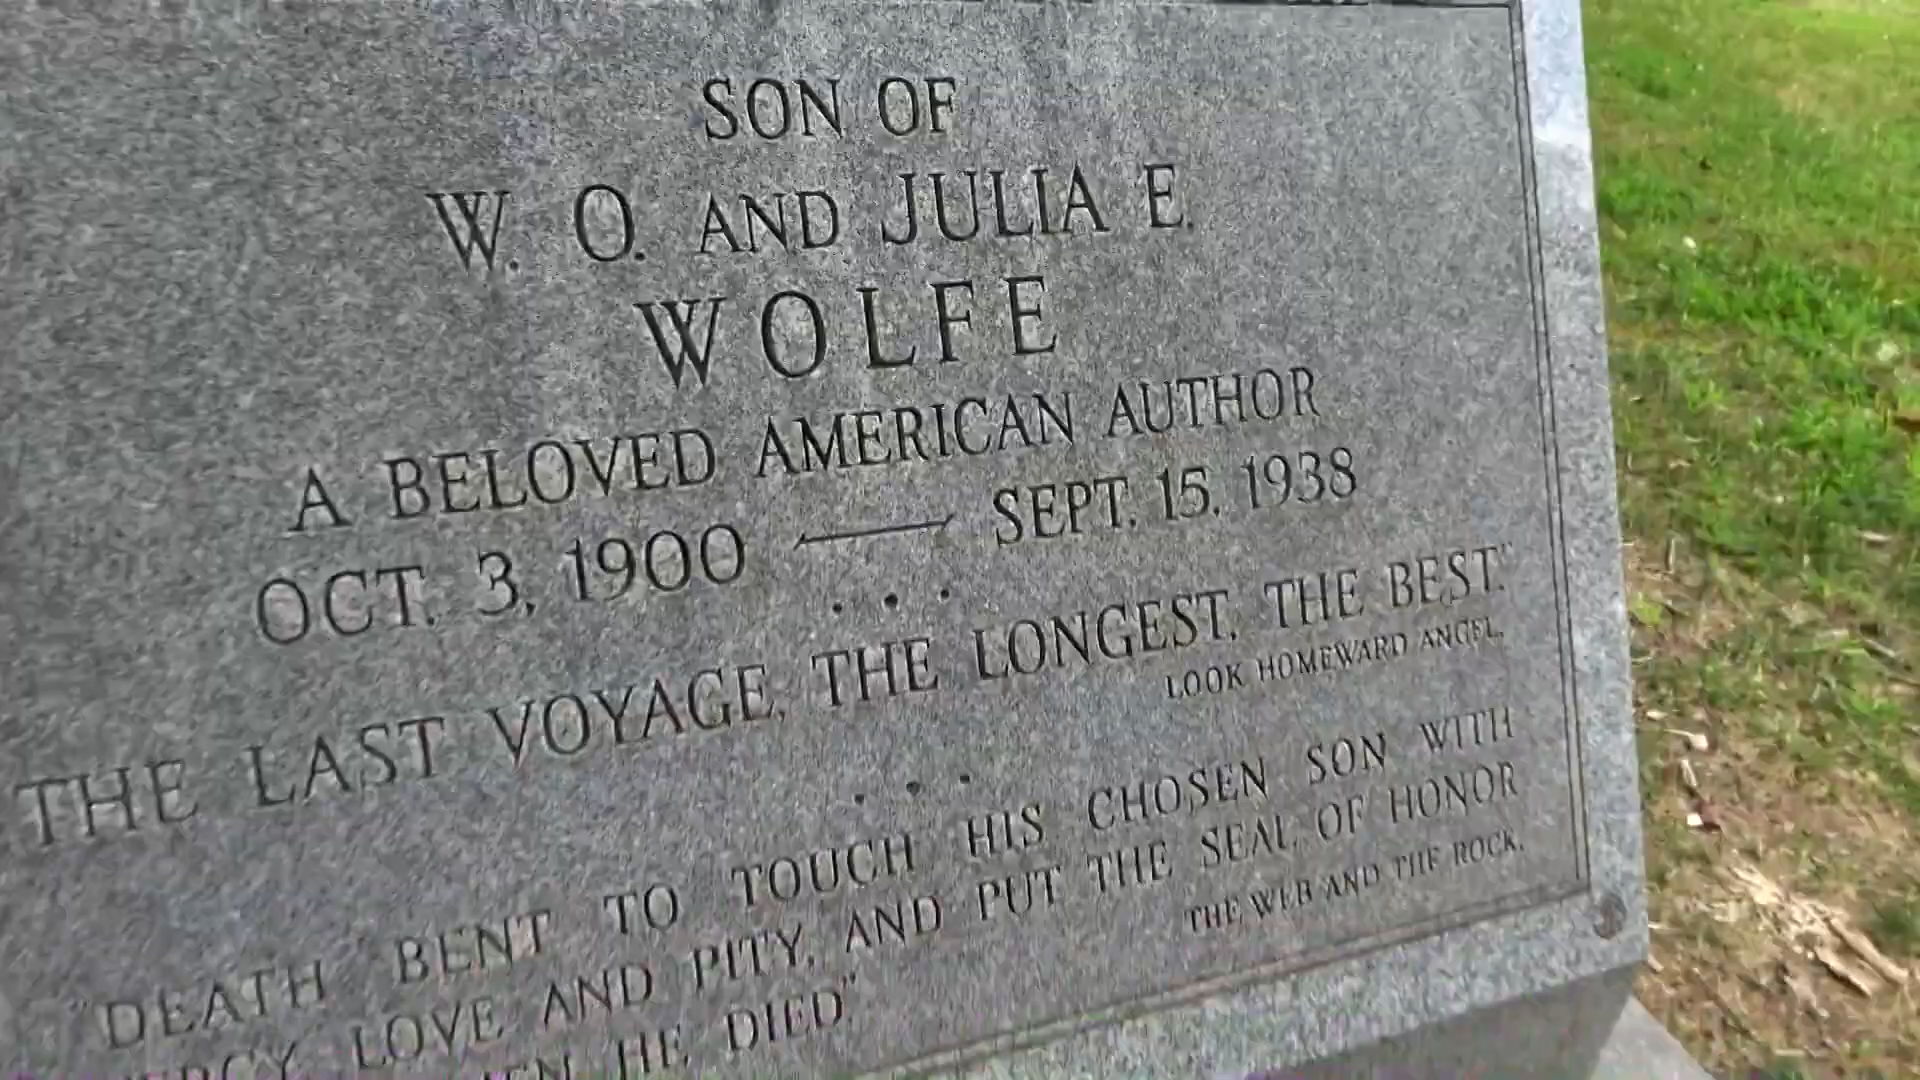 SON OF
W. O. AND JULIA E.
WOLFE
A BELOVED AMERICAN AUTHOR
OCT. 3, 1900 — SEPT. 15, 1938
. . .
THE LAST VOYAGE, THE LONGEST, THE BEST."
LOOK HOMEWARD ANGEL.
. . .
"DEATH BENT TO TOUCH HIS CHOSEN SON WITH
LOVE AND PITY, AND PUT THE SEAL OF HONOR
HE DIED"
THE WEB AND THE ROCK.